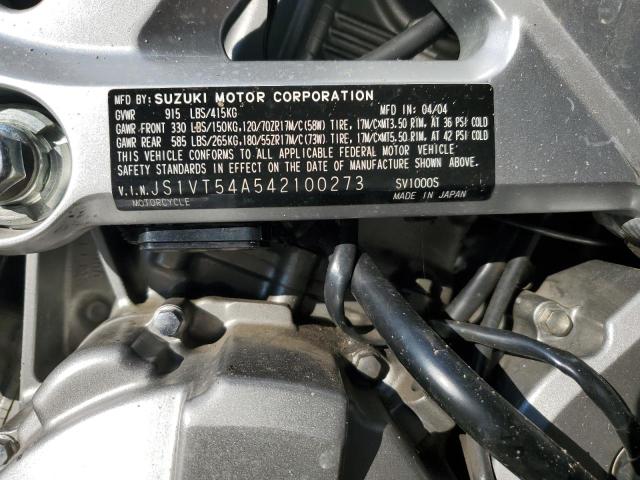 MFD BY: SUZUKI MOTOR CORPORATION
GVWR 915 LBS/415KG MFD IN: 04/04
GAWR FRONT 330 LBS/150KG,120/70ZR17M/C(58W) TIRE, 17M/CXMT3.50 RIM, AT 36 PSI COLD
GAWR REAR 585 LBS/265KG,180/55ZR17M/C(73W) TIRE, 17M/CXMT5.50 RIM, AT 42 PSI COLD
THIS VEHICLE CONFORMS TO ALL APPLICABLE FEDERAL MOTOR VEHICLE
SAFETY STANDARDS IN EFFECT ON THE DATE OF MANUFACTURE SHOWN ABOVE.
V.I.N. JS1VT54A542100273 SV1000S
MOTORCYCLE MADE IN JAPAN